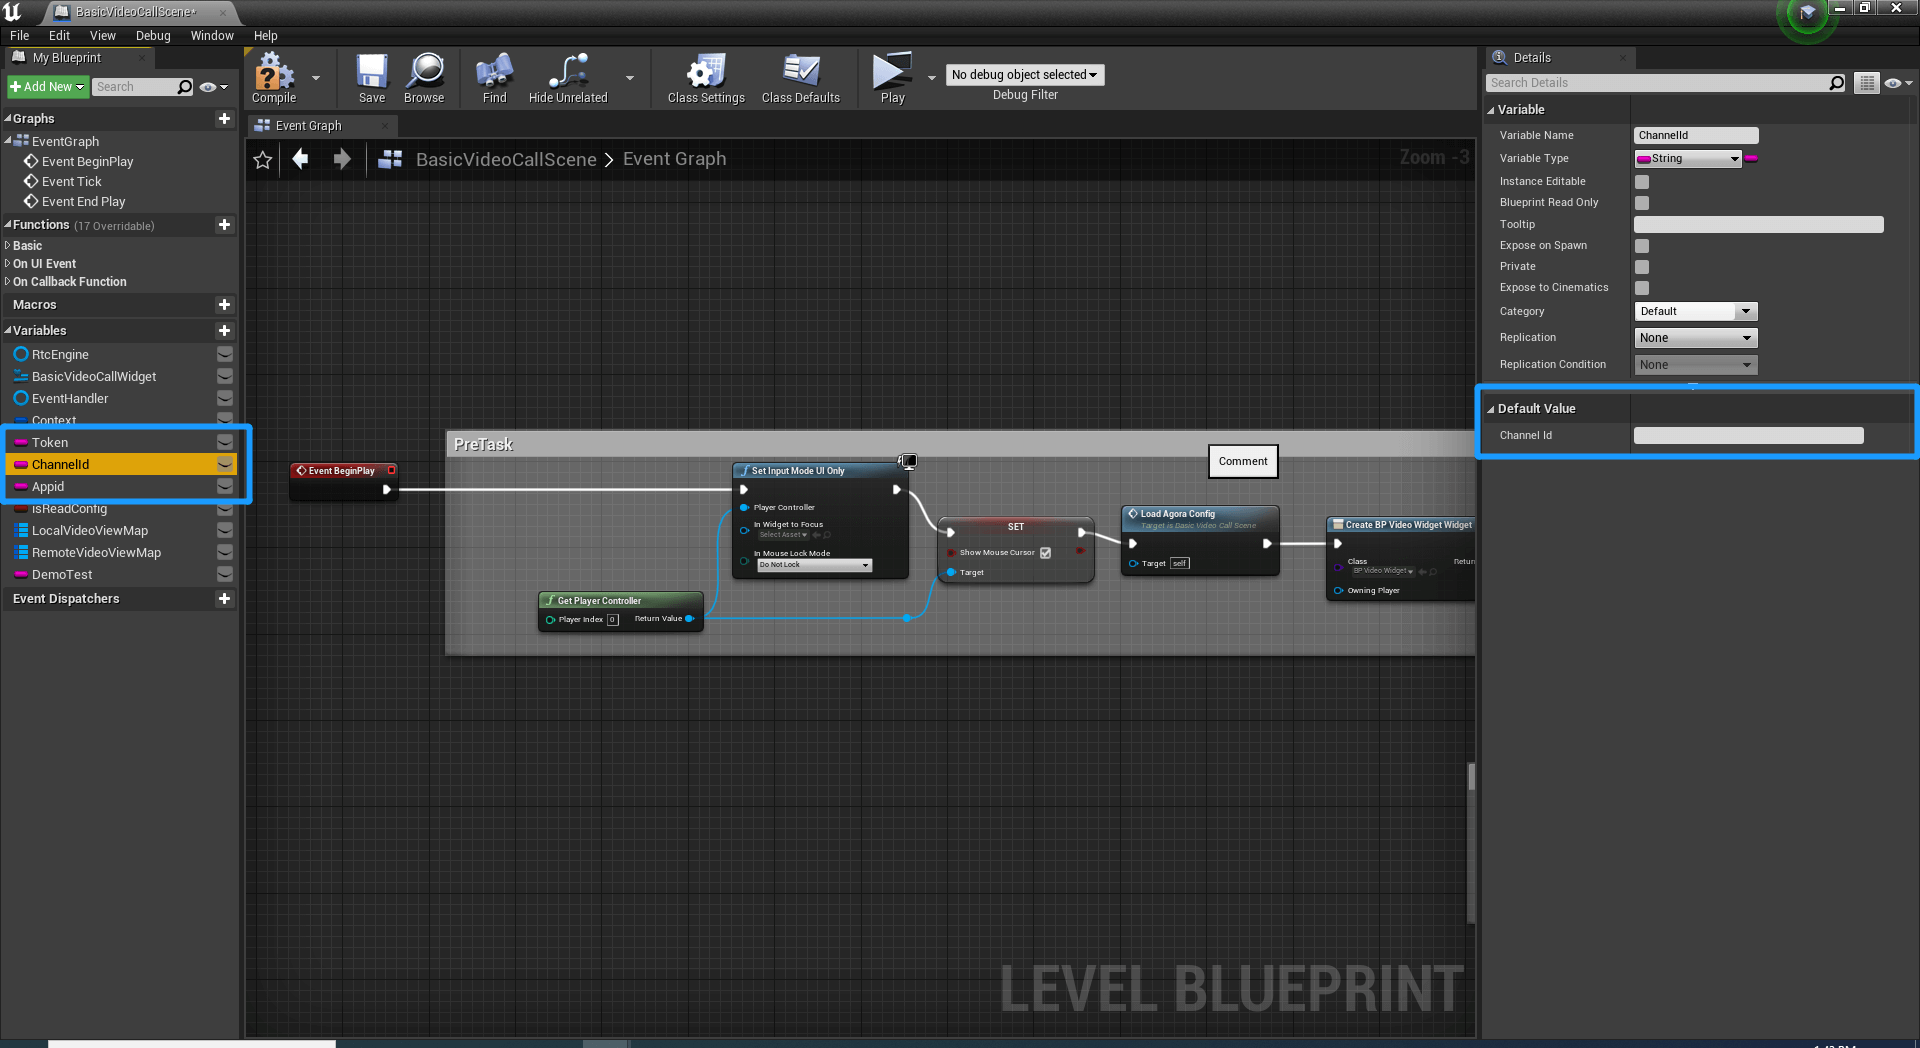 BasicVideoCallScene*
File Edit View Debug Window Help
My Blueprint
Add New
Search
Graphs
EventGraph
Event BeginPlay
Event Tick
Event End Play
Functions (17 Overridable)
Basic
On UI Event
On Callback Function
Macros
Variables
RtcEngine
BasicVideoCallWidget
EventHandler
Context
Token
ChannelId
Appid
isReadConfig
LocalVideoViewMap
RemoteVideoViewMap
DemoTest
Event Dispatchers
Compile
Save
Browse
Find
Hide Unrelated
Class Settings
Class Defaults
Play
No debug object selected
Debug Filter
Event Graph
BasicVideoCallScene > Event Graph
Zoom -3
PreTask
Comment
Event BeginPlay
Set Input Mode UI Only
Player Controller
In Widget to Focus
Select Asset
In Mouse Lock Mode
Do Not Lock
Get Player Controller
Player Index 0
Return Value
SET
Show Mouse Cursor
Target
Load Agora Config
Target is Basic Video Call Scene
Target self
Create BP Video Widget Widget
Class
BP Video Widget
Return
Owning Player
LEVEL BLUEPRINT
Details
Search Details
Variable
Variable Name ChannelId
Variable Type String
Instance Editable
Blueprint Read Only
Tooltip
Expose on Spawn
Private
Expose to Cinematics
Category Default
Replication None
Replication Condition None
Default Value
Channel Id